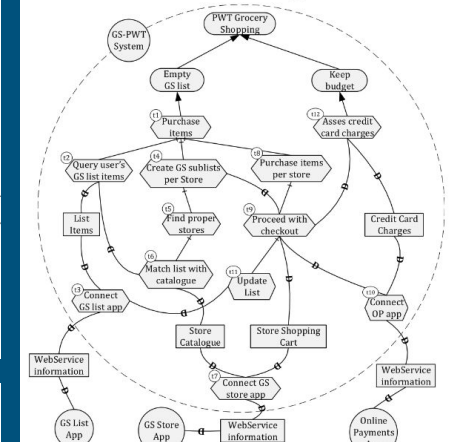 PWT Grocery
Shopping
GS-PWT
System
Empty
GS list
Keep
budget
t1
Purchase
items
t12
Asses credit
card charges
t2
Query user's
GS list items
t4
Create GS sublists
per Store
t8
Purchase items
per store
List
Items
t5
Find proper
stores
t9
Proceed with
checkout
Credit Card
Charges
t6
Match list with
catalogue
t11
Update
List
t3
Connect
GS list app
t10
Connect
OP app
Store
Catalogue
Store Shopping
Cart
WebService
information
t7
Connect GS
store app
WebService
information
GS List
App
GS Store
App
WebService
information
Online
Payments